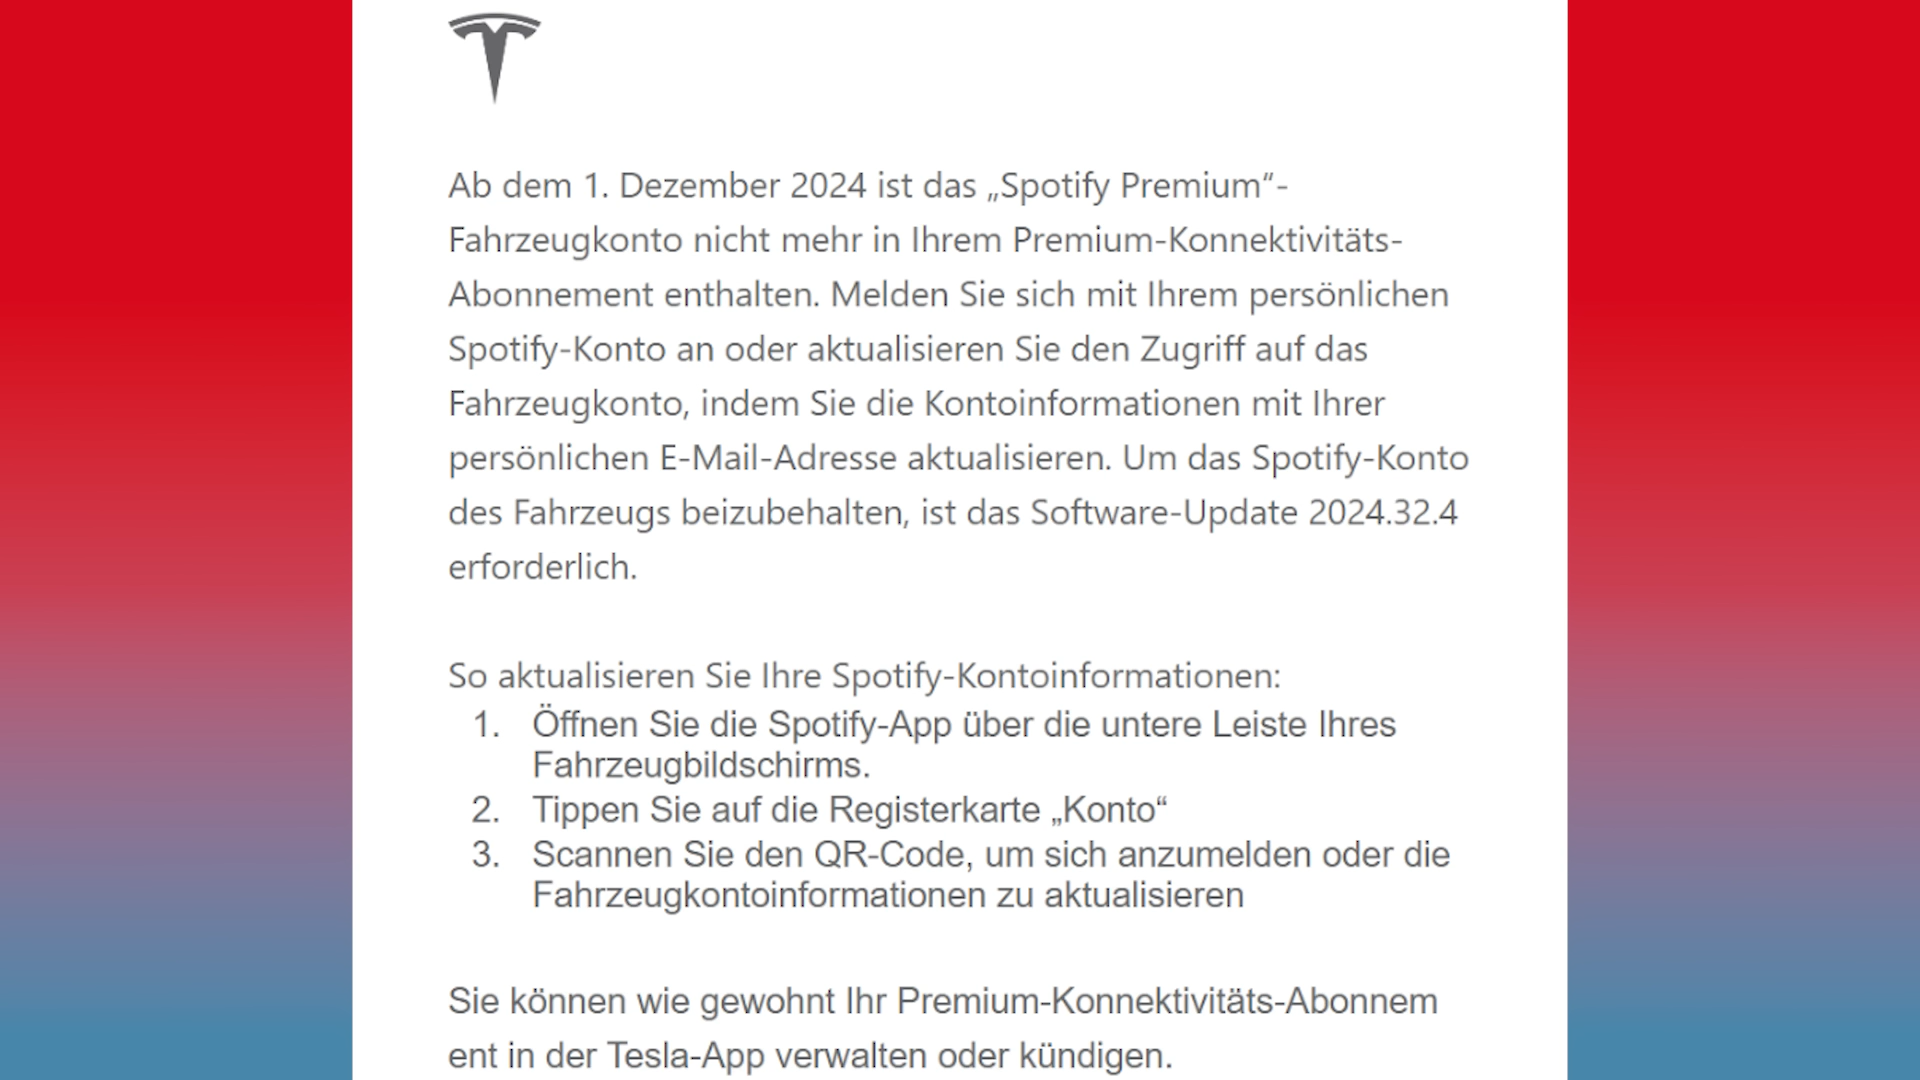 Ab dem 1. Dezember 2024 ist das „Spotify Premium“-
Fahrzeugkonto nicht mehr in Ihrem Premium-Konnektivitäts-
Abonnement enthalten. Melden Sie sich mit Ihrem persönlichen
Spotify-Konto an oder aktualisieren Sie den Zugriff auf das
Fahrzeugkonto, indem Sie die Kontoinformationen mit Ihrer
persönlichen E-Mail-Adresse aktualisieren. Um das Spotify-Konto
des Fahrzeugs beizubehalten, ist das Software-Update 2024.32.4
erforderlich.
So aktualisieren Sie Ihre Spotify-Kontoinformationen:
1. Öffnen Sie die Spotify-App über die untere Leiste Ihres
Fahrzeugbildschirms.
2. Tippen Sie auf die Registerkarte „Konto“
3. Scannen Sie den QR-Code, um sich anzumelden oder die
Fahrzeugkontoinformationen zu aktualisieren
Sie können wie gewohnt Ihr Premium-Konnektivitäts-Abonnem
ent in der Tesla-App verwalten oder kündigen.